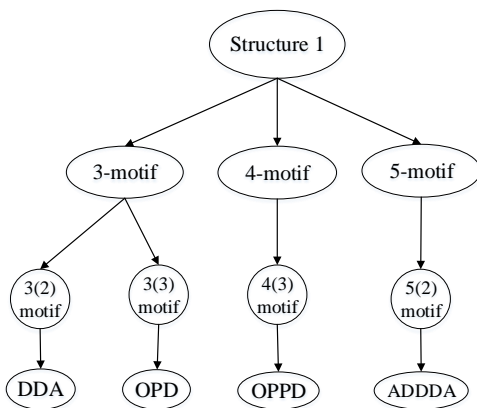 Structure 1
3-motif
4-motif
5-motif
3(2)
motif
3(3)
motif
4(3)
motif
5(2)
motif
DDA
OPD
OPPD
ADDDA